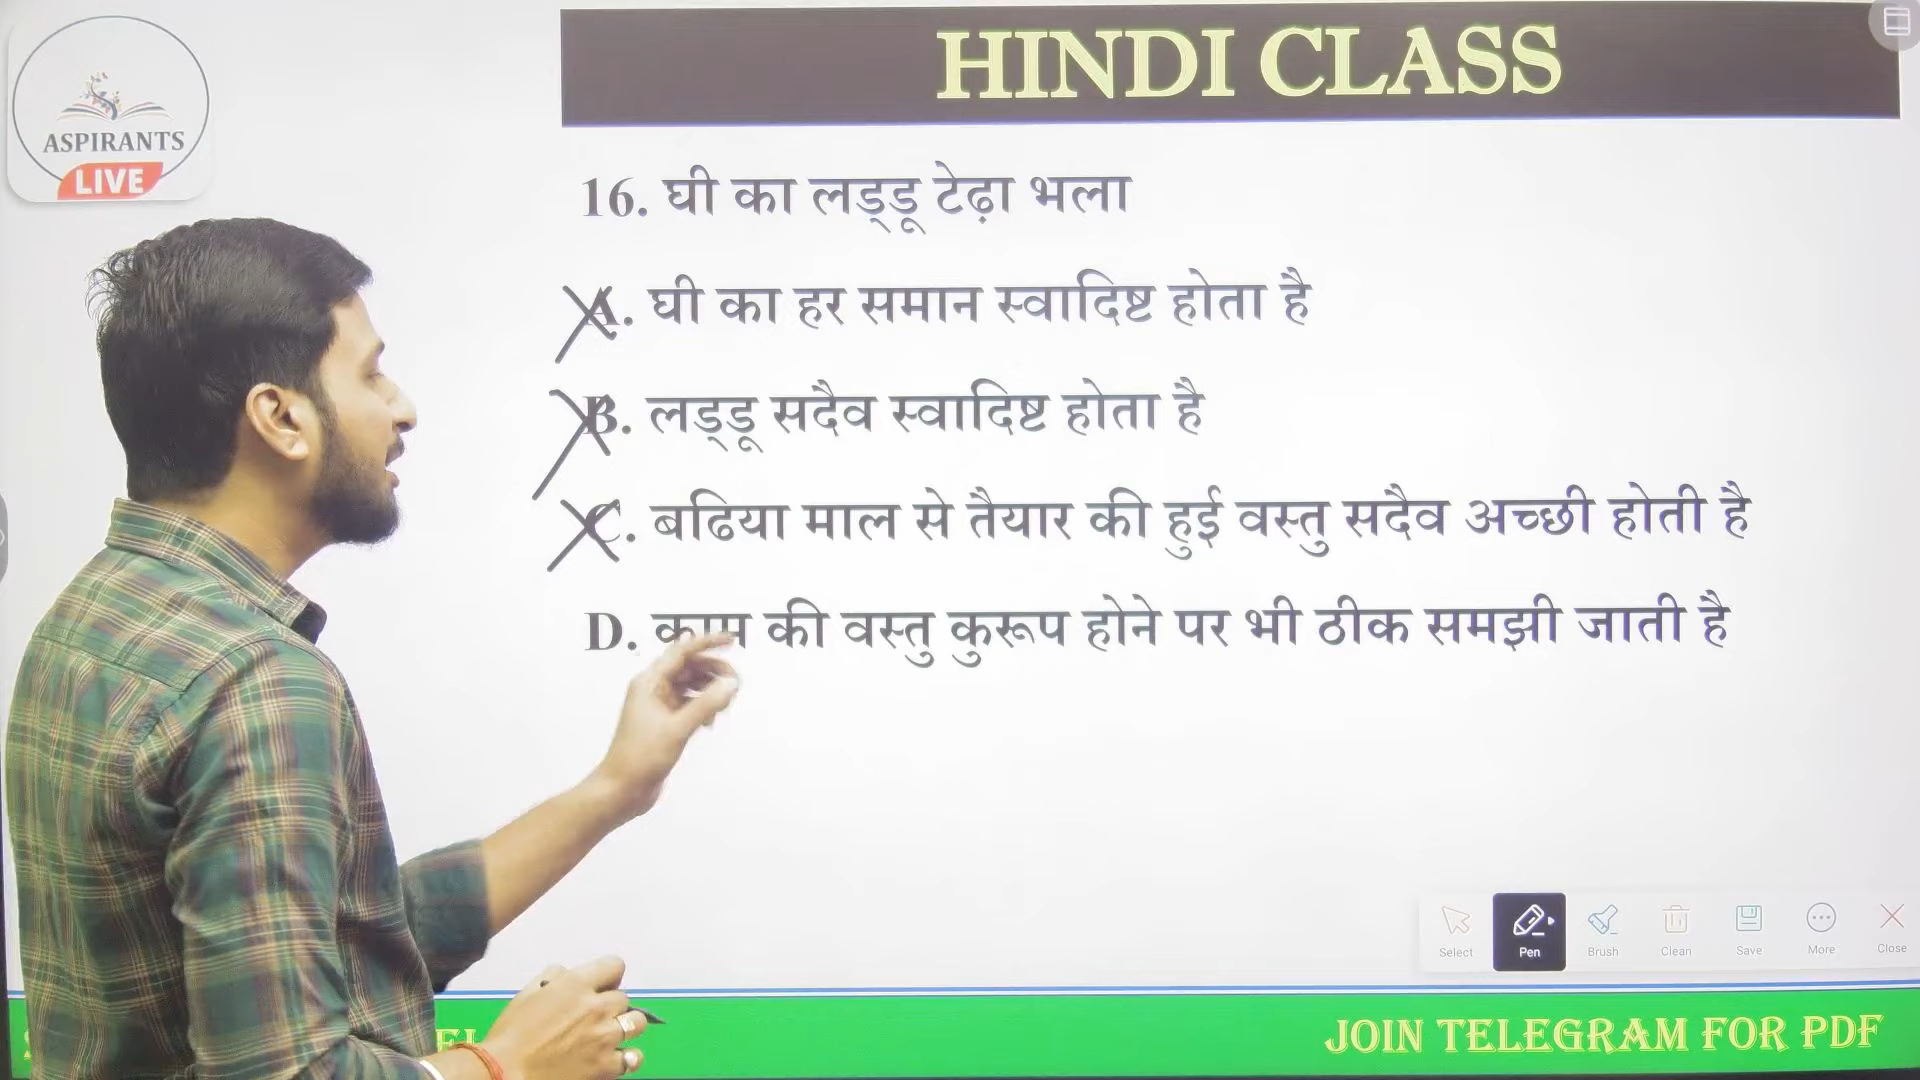 ASPIRANTS
LIVE
HINDI CLASS
16. घी का लड्डू टेढ़ा भला
A. घी का हर समान स्वादिष्ट होता है
B. लड्डू सदैव स्वादिष्ट होता है
C. बढिया माल से तैयार की हुई वस्तु सदैव अच्छी होती है
D. काम की वस्तु कुरूप होने पर भी ठीक समझी जाती है
Select
Pen
Brush
Clean
Save
More
Close
JOIN TELEGRAM FOR PDF